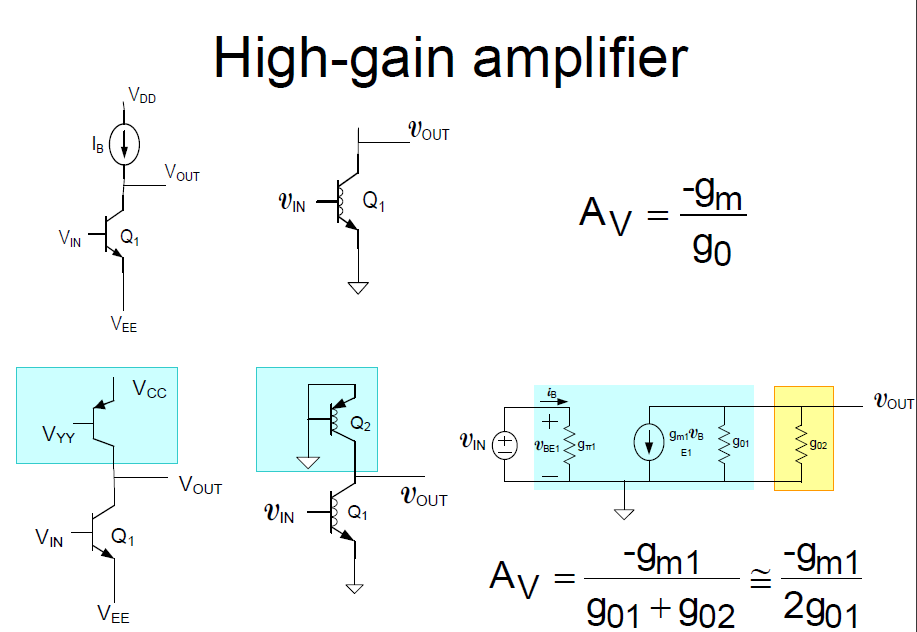 High-gain amplifier
VDD
IB
VOUT
VIN
Q1
VEE
vOUT
vIN
Q1
AV = -gm / g0
VCC
VYY
VOUT
VIN
Q1
VEE
Q2
vOUT
vIN
Q1
iB
vIN
+
−
+
vBE1
−
gπ1
gm1vB
E1
g01
g02
vOUT
AV = -gm1 / g01 + g02 ≅ -gm1 / 2g01